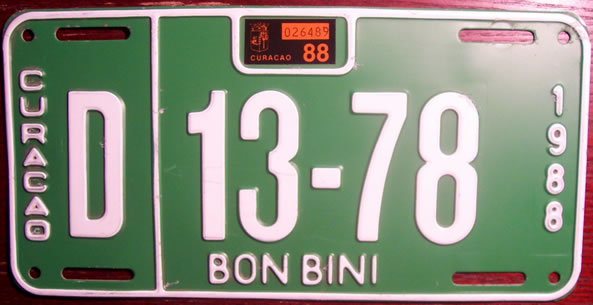 026489
CURACAO 88
CURACAO
D 13-78
1988
BON BINI